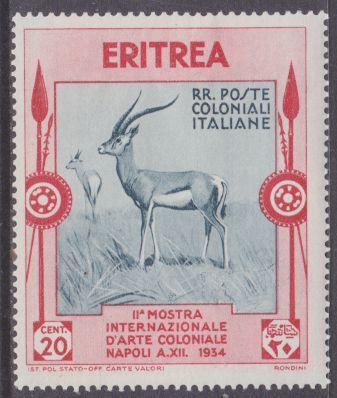 ERITREA
RR. POSTE
COLONIALI
ITALIANE
IIA MOSTRA
INTERNAZIONALE
D'ARTE COLONIALE
NAPOLI A.XII. 1934
CENT.
20
٢٠
IST. POL. STATO-OFF. CARTE VALORI
RONDINI